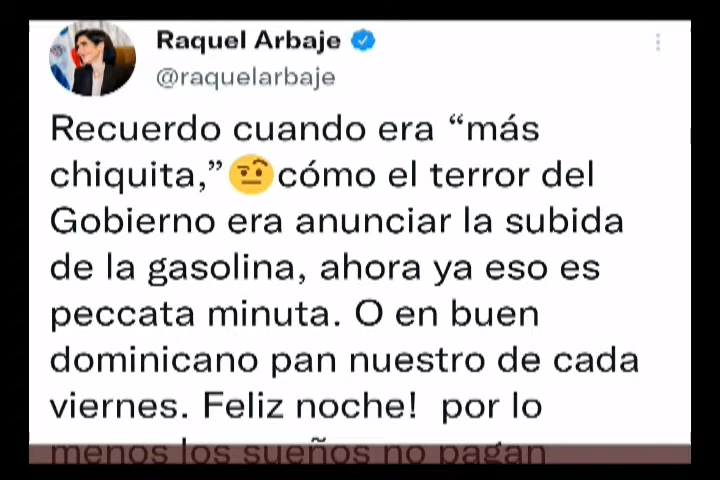 Raquel Arbaje
@raquelarbaje
Recuerdo cuando era “más
chiquita,”🤨cómo el terror del
Gobierno era anunciar la subida
de la gasolina, ahora ya eso es
peccata minuta. O en buen
dominicano pan nuestro de cada
viernes. Feliz noche! por lo
menos los sueños no pagan